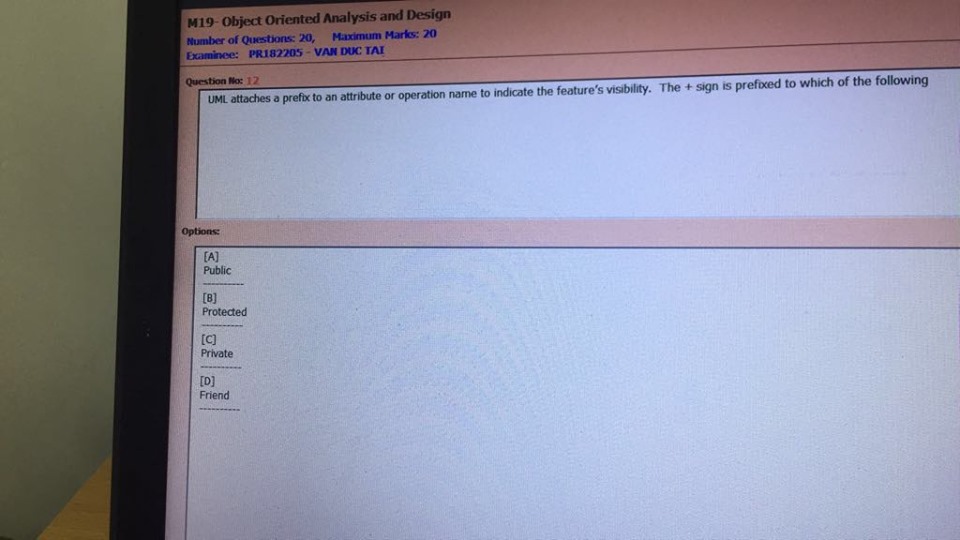 M19- Object Oriented Analysis and Design
Number of Questions: 20, Maximum Marks: 20
Examinee: PR182205 - VAN DUC TAI
Question No: 12
UML attaches a prefix to an attribute or operation name to indicate the feature's visibility. The + sign is prefixed to which of the following
Options:
[A]
Public
------------
[B]
Protected
------------
[C]
Private
------------
[D]
Friend
------------